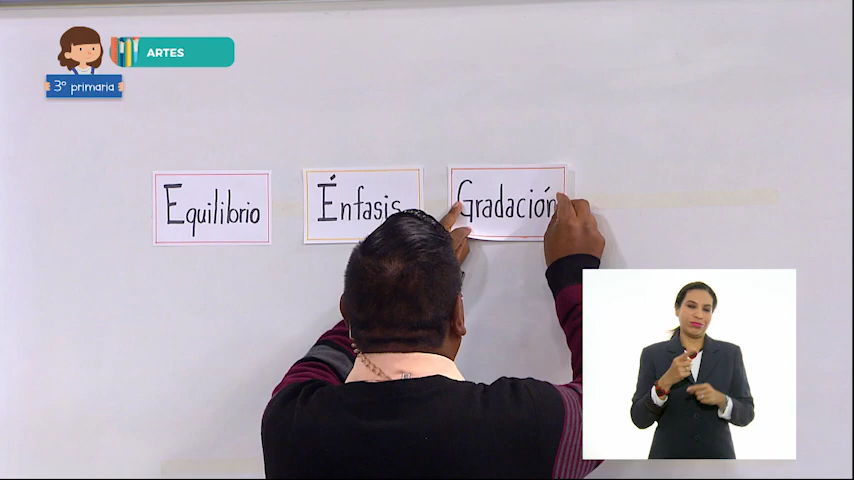 ARTES
3° primaria
Equilibrio
Énfasis
Gradación